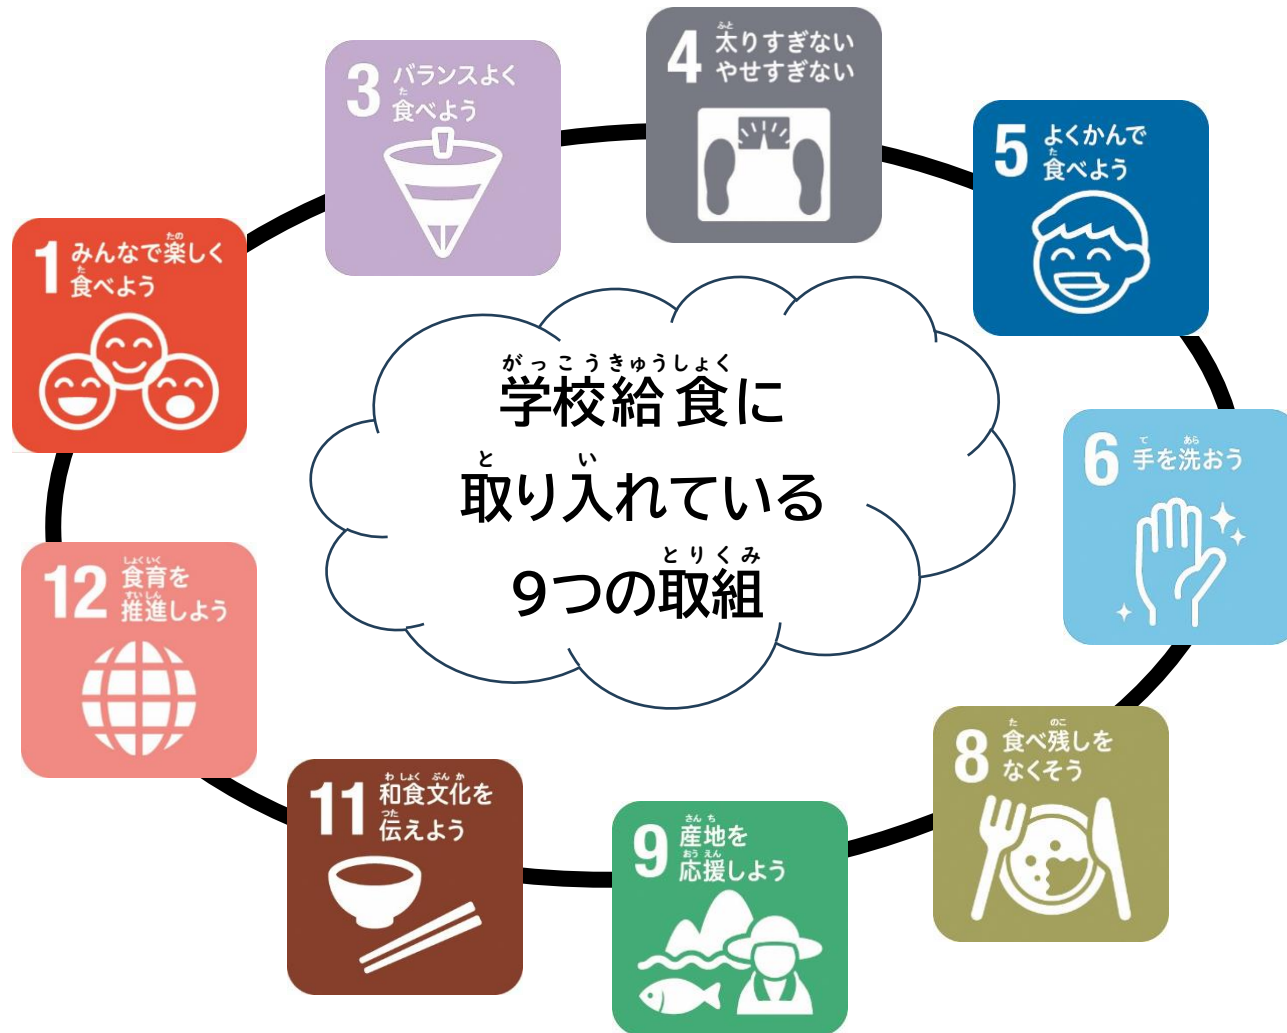 1 みんなで楽しく
食べよう
3 バランスよく
食べよう
4 太りすぎない
やせすぎない
5 よくかんで
食べよう
6 手を洗おう
8 食べ残しを
なくそう
9 産地を
応援しよう
11 和食文化を
伝えよう
12 食育を
推進しよう
がっこうきゅうしょく
学校給食に
と い
取り入れている
とりくみ
9つの取組